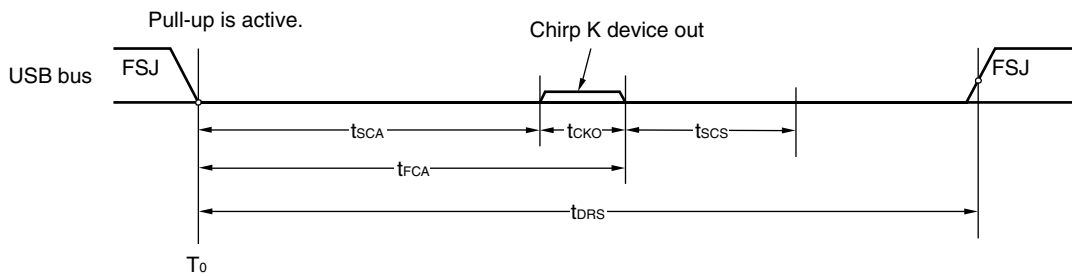 Pull-up is active.
Chirp K device out
USB bus
FSJ
FSJ
tSCA
tCKO
tSCS
tFCA
tDRS
T0